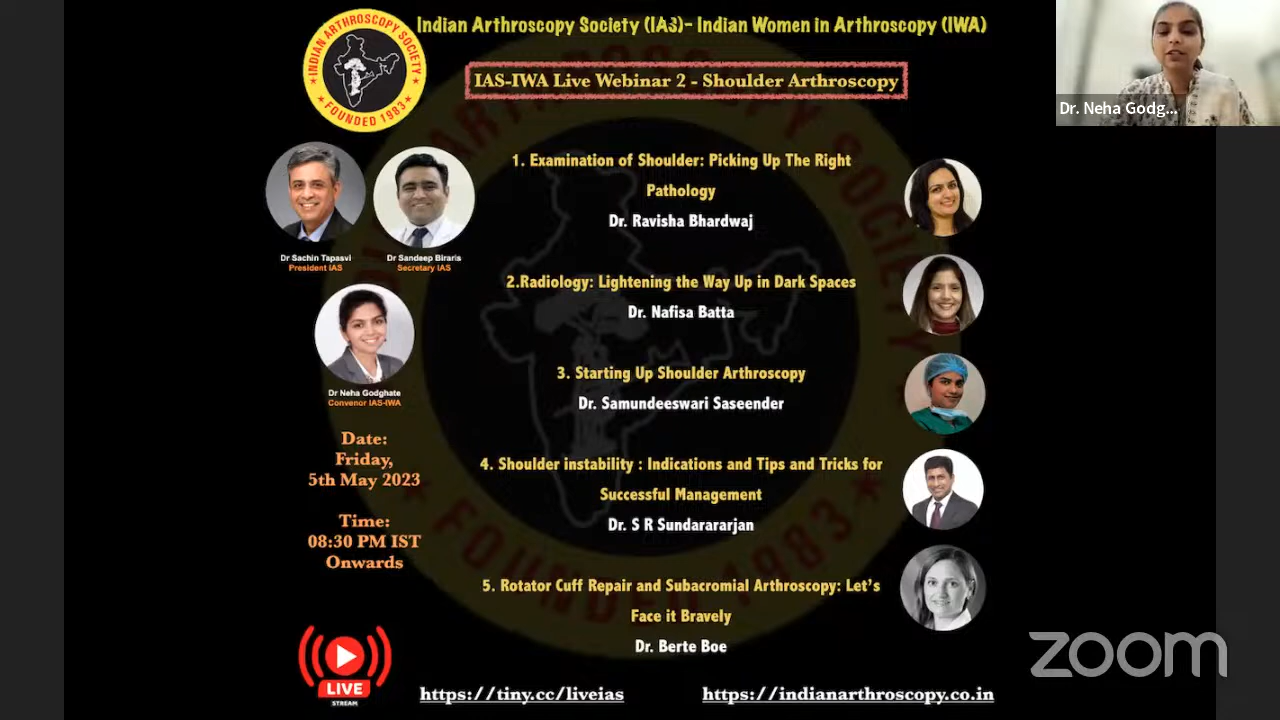 Indian Arthroscopy Society (IAS)- Indian Women in Arthroscopy (IWA)
INDIAN ARTHROSCOPY SOCIETY
FOUNDED 1983
IAS-IWA Live Webinar 2 - Shoulder Arthroscopy
Dr. Neha Godg...
Dr Sachin Tapasvi
President IAS
Dr Sandeep Biraris
Secretary IAS
Dr Neha Godghate
Convenor IAS-IWA
Date:
Friday,
5th May 2023
Time:
08:30 PM IST
Onwards
1. Examination of Shoulder: Picking Up The Right
Pathology
Dr. Ravisha Bhardwaj
2.Radiology: Lightening the Way Up in Dark Spaces
Dr. Nafisa Batta
3. Starting Up Shoulder Arthroscopy
Dr. Samundeeswari Saseender
4. Shoulder instability : Indications and Tips and Tricks for
Successful Management
Dr. S R Sundarararjan
5. Rotator Cuff Repair and Subacromial Arthroscopy: Let's
Face it Bravely
Dr. Berte Boe
LIVE
STREAM
https://tiny.cc/liveias
https://indianarthroscopy.co.in
zoom